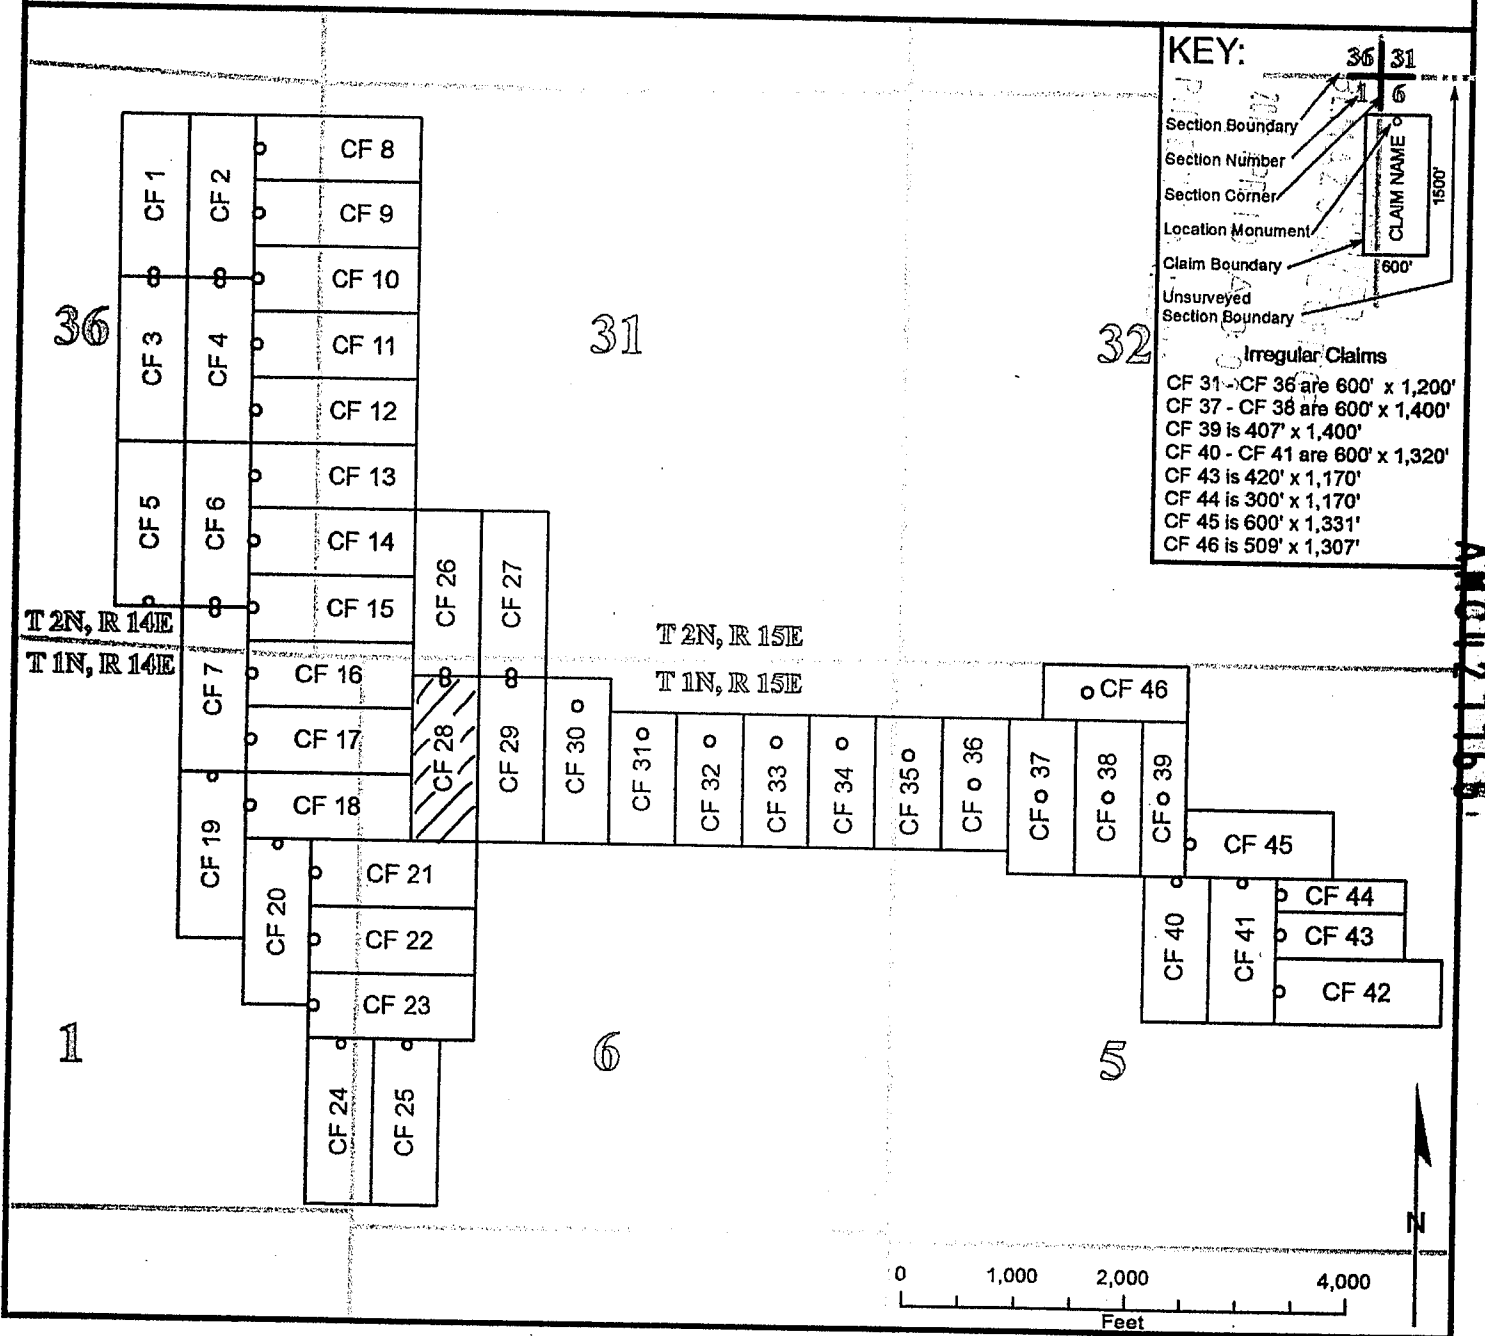 KEY:
36 31
1 6
Section Boundary
Section Number
Section Corner
Location Monument
Claim Boundary
Unsurveyed
Section Boundary
CLAIM NAME
1500'
600'
Irregular Claims
CF 31 - CF 36 are 600' x 1,200'
CF 37 - CF 38 are 600' x 1,400'
CF 39 is 407' x 1,400'
CF 40 - CF 41 are 600' x 1,320'
CF 43 is 420' x 1,170'
CF 44 is 300' x 1,170'
CF 45 is 600' x 1,331'
CF 46 is 509' x 1,307'
CF 1
CF 2
CF 8
CF 9
CF 10
36
CF 3
CF 4
CF 11
31
32
CF 12
CF 13
CF 5
CF 6
CF 14
CF 26
CF 27
CF 15
T 2N, R 14E
T 2N, R 15E
T 1N, R 14E
T 1N, R 15E
CF 7
CF 16
CF 46
CF 17
CF 28
CF 29
CF 30
CF 31
CF 32
CF 33
CF 34
CF 35
CF 36
CF 37
CF 38
CF 39
CF 18
CF 19
CF 45
CF 21
CF 44
CF 20
CF 22
CF 40
CF 41
CF 43
CF 23
CF 42
1
6
5
CF 24
CF 25
N
0 1,000 2,000 4,000
Feet